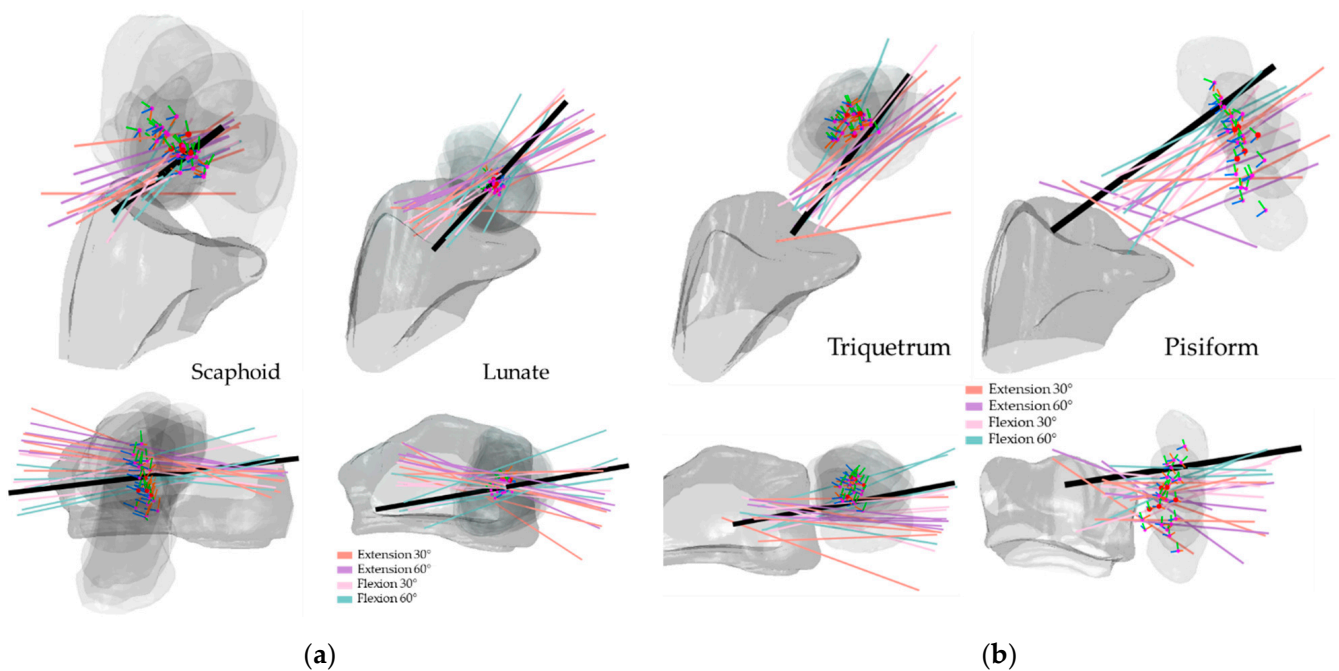 Scaphoid
Lunate
Extension 30°
Extension 60°
Flexion 30°
Flexion 60°
(a)
Triquetrum
Pisiform
Extension 30°
Extension 60°
Flexion 30°
Flexion 60°
(b)